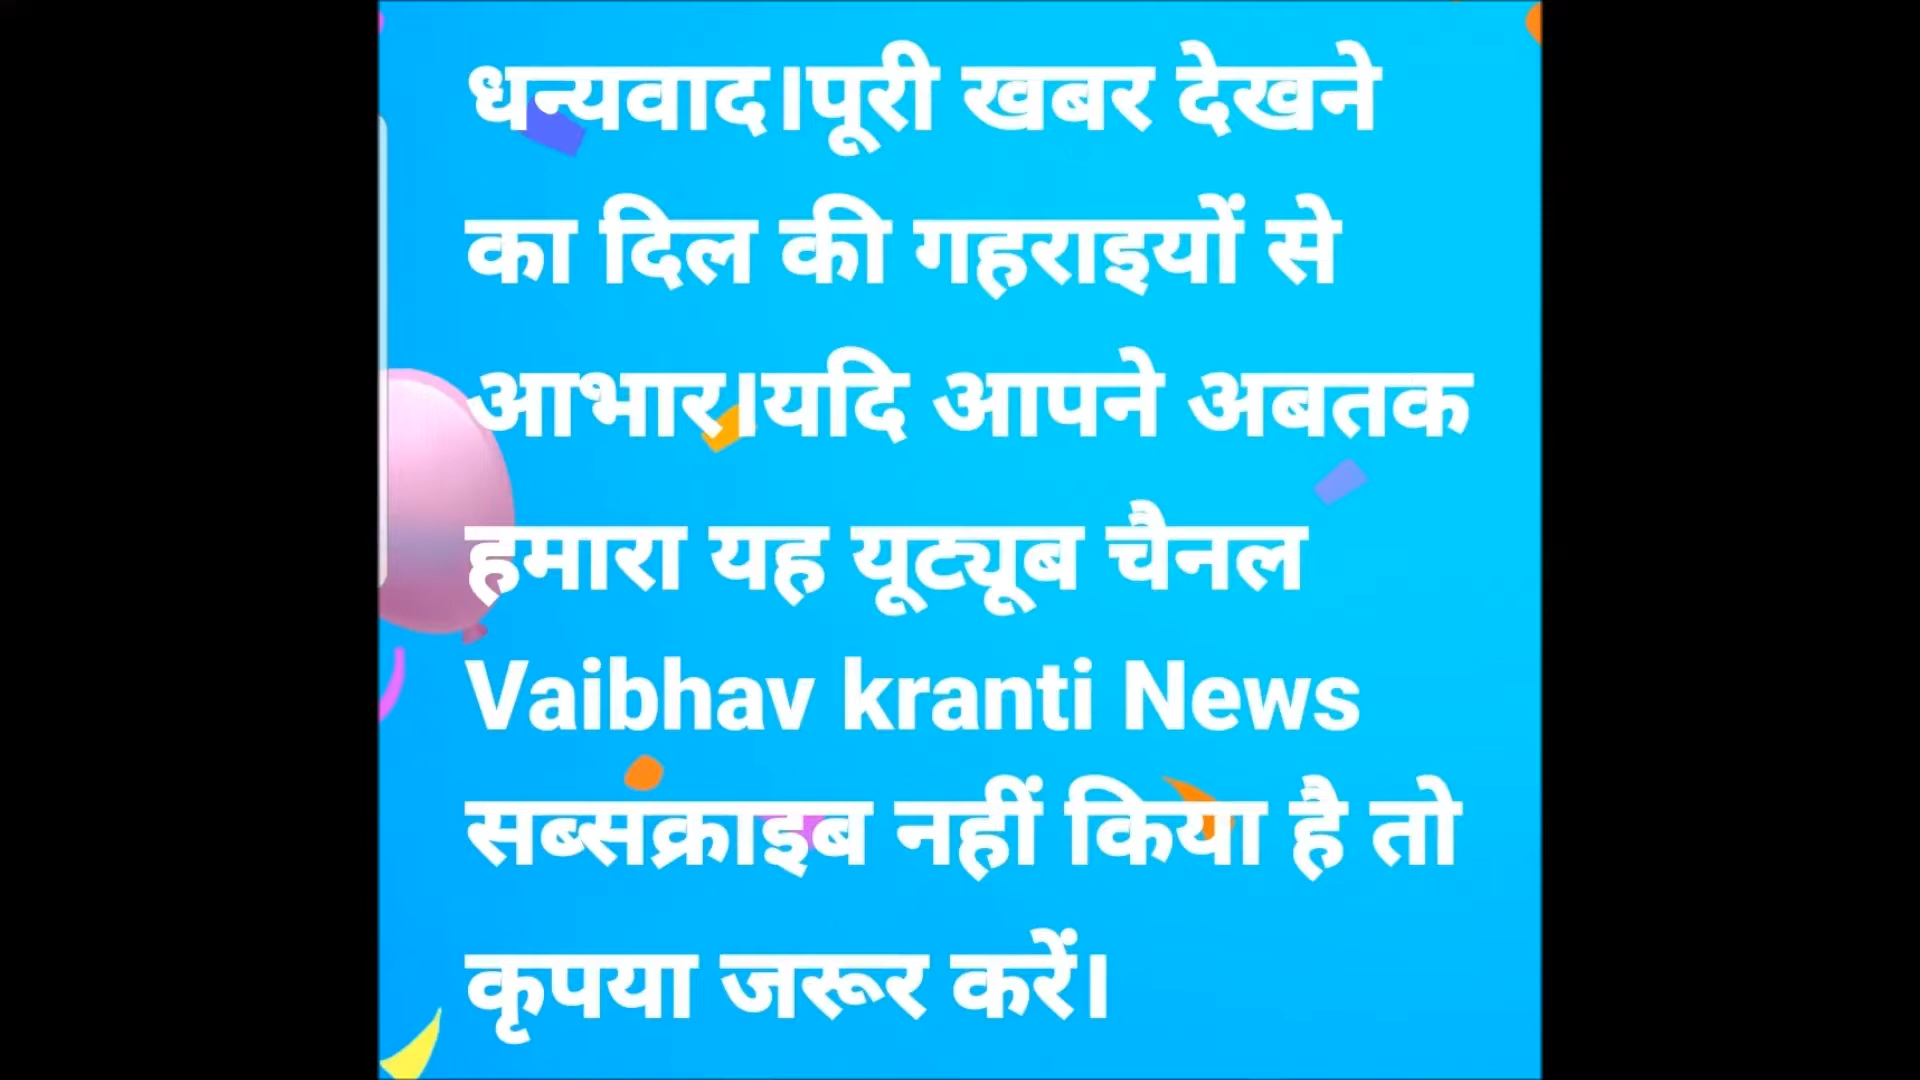 धन्यवाद।पूरी खबर देखने
का दिल की गहराइयों से
आभार।यदि आपने अबतक
हमारा यह यूट्यूब चैनल
Vaibhav kranti News
सब्सक्राइब नहीं किया है तो
कृपया जरूर करें।